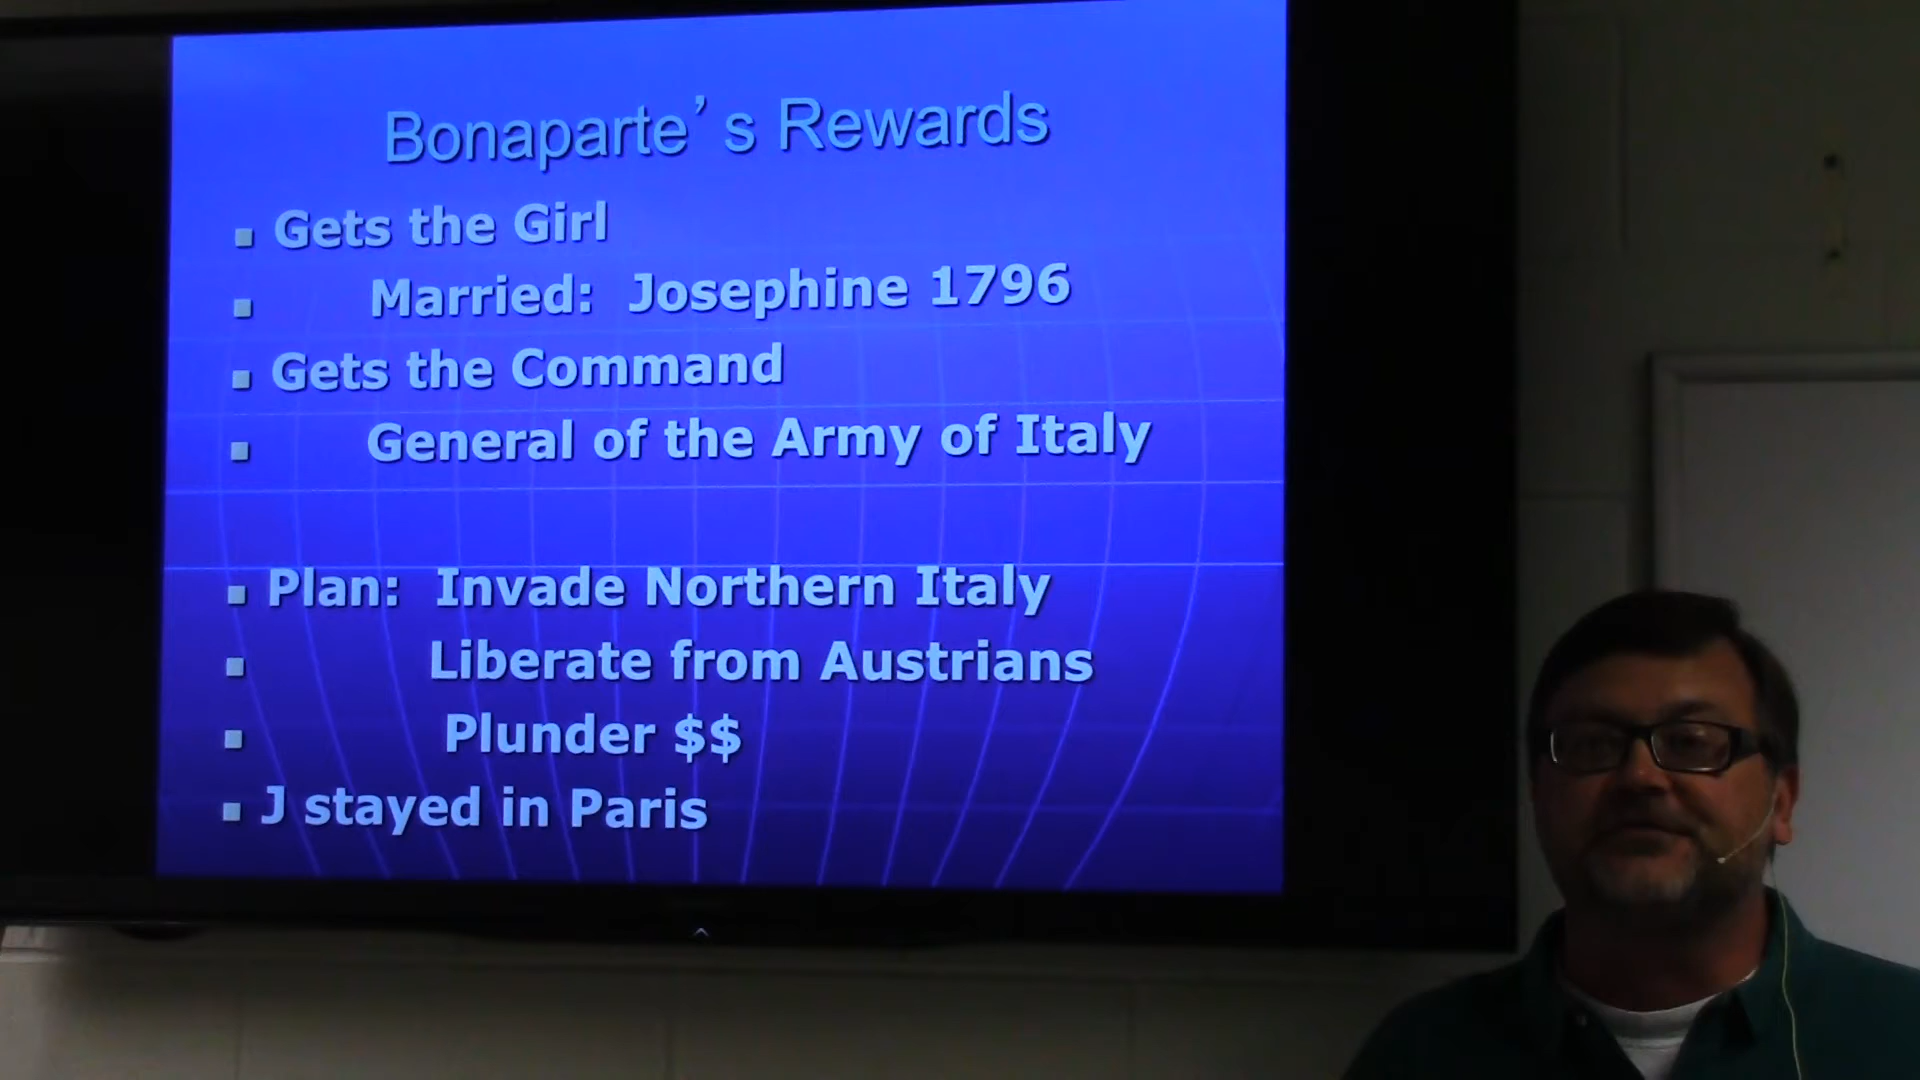 Bonaparte’s Rewards
Gets the Girl
Married: Josephine 1796
Gets the Command
General of the Army of Italy
Plan: Invade Northern Italy
Liberate from Austrians
Plunder $$
J stayed in Paris